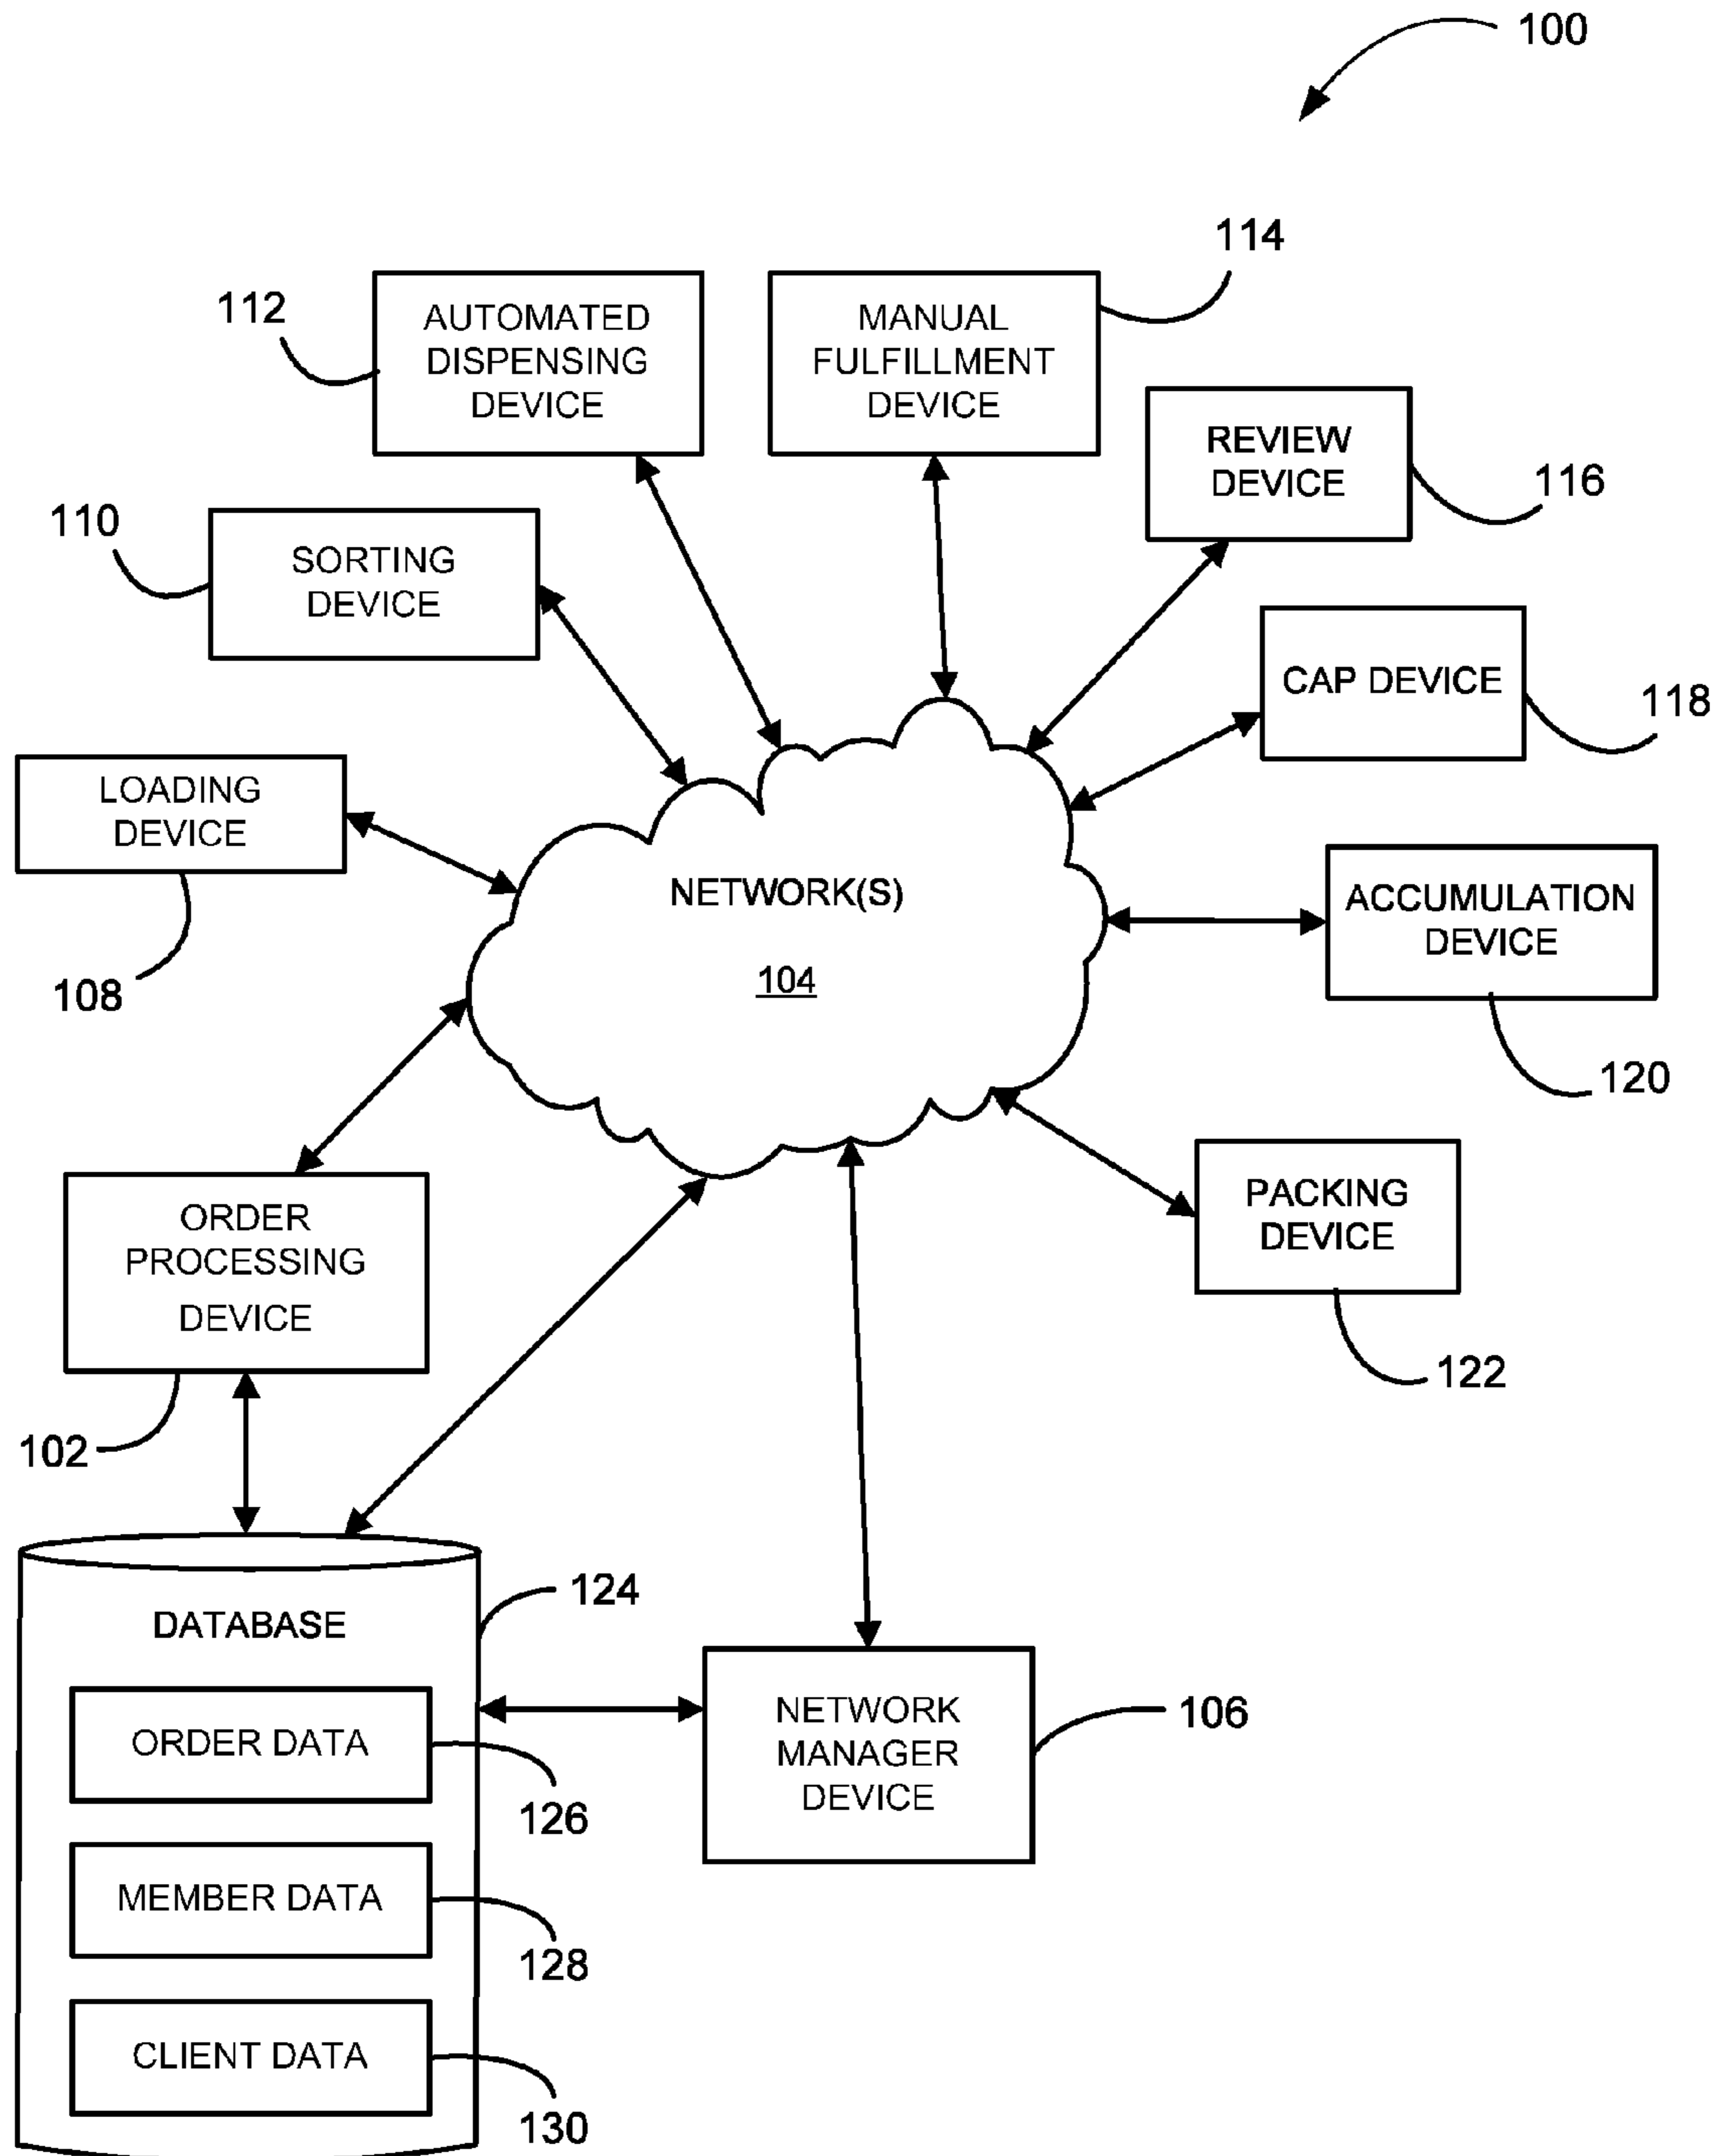 100
114
112
AUTOMATED
DISPENSING
DEVICE
MANUAL
FULFILLMENT
DEVICE
REVIEW
DEVICE
116
110
SORTING
DEVICE
CAP DEVICE
118
LOADING
DEVICE
108
NETWORK(S)
104
ACCUMULATION
DEVICE
120
ORDER
PROCESSING
DEVICE
102
PACKING
DEVICE
122
124
DATABASE
ORDER DATA
126
MEMBER DATA
128
CLIENT DATA
130
NETWORK
MANAGER
DEVICE
106